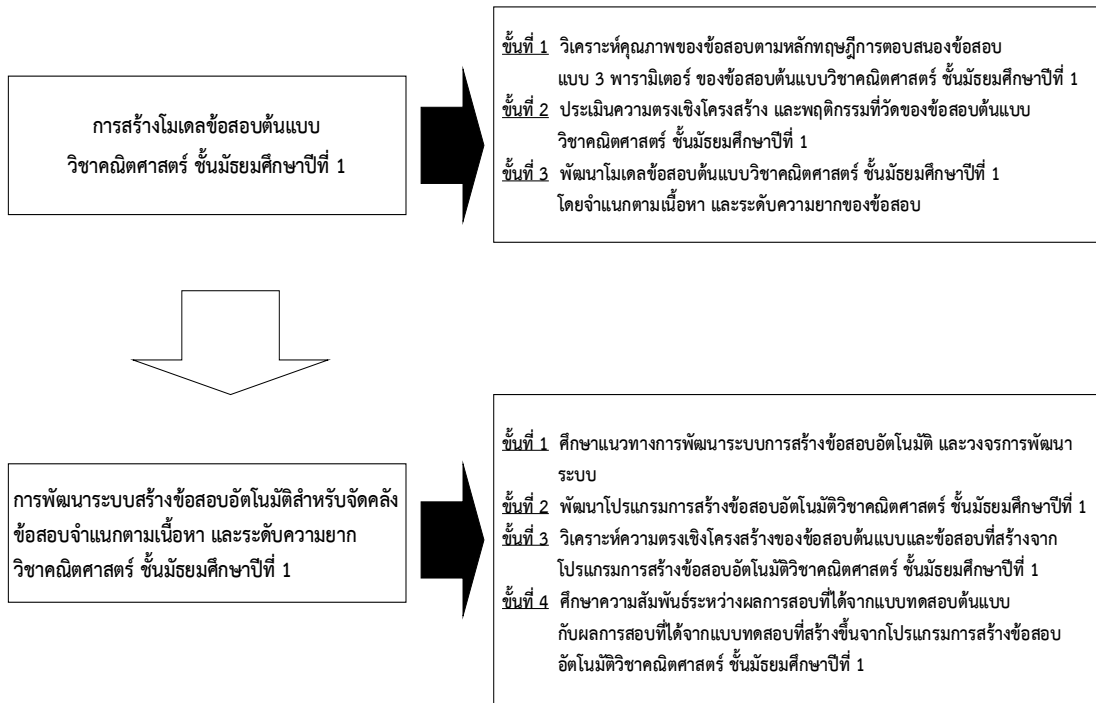 การสร้างโมเดลข้อสอบต้นแบบ
วิชาคณิตศาสตร์ ชั้นมัธยมศึกษาปีที่ 1
ขั้นที่ 1 วิเคราะห์คุณภาพของข้อสอบตามหลักทฤษฎีการตอบสนองข้อสอบ
แบบ 3 พารามิเตอร์ ของข้อสอบต้นแบบวิชาคณิตศาสตร์ ชั้นมัธยมศึกษาปีที่ 1
ขั้นที่ 2 ประเมินความตรงเชิงโครงสร้าง และพฤติกรรมที่วัดของข้อสอบต้นแบบ
วิชาคณิตศาสตร์ ชั้นมัธยมศึกษาปีที่ 1
ขั้นที่ 3 พัฒนาโมเดลข้อสอบต้นแบบวิชาคณิตศาสตร์ ชั้นมัธยมศึกษาปีที่ 1
โดยจำแนกตามเนื้อหา และระดับความยากของข้อสอบ
การพัฒนาระบบสร้างข้อสอบอัตโนมัติสำหรับจัดคลัง
ข้อสอบจำแนกตามเนื้อหา และระดับความยาก
วิชาคณิตศาสตร์ ชั้นมัธยมศึกษาปีที่ 1
ขั้นที่ 1 ศึกษาแนวทางการพัฒนาระบบการสร้างข้อสอบอัตโนมัติ และวงจรการพัฒนา
ระบบ
ขั้นที่ 2 พัฒนาโปรแกรมการสร้างข้อสอบอัตโนมัติวิชาคณิตศาสตร์ ชั้นมัธยมศึกษาปีที่ 1
ขั้นที่ 3 วิเคราะห์ความตรงเชิงโครงสร้างของข้อสอบต้นแบบและข้อสอบที่สร้างจาก
โปรแกรมการสร้างข้อสอบอัตโนมัติวิชาคณิตศาสตร์ ชั้นมัธยมศึกษาปีที่ 1
ขั้นที่ 4 ศึกษาความสัมพันธ์ระหว่างผลการสอบที่ได้จากแบบทดสอบต้นแบบ
กับผลการสอบที่ได้จากแบบทดสอบที่สร้างขึ้นจากโปรแกรมการสร้างข้อสอบ
อัตโนมัติวิชาคณิตศาสตร์ ชั้นมัธยมศึกษาปีที่ 1